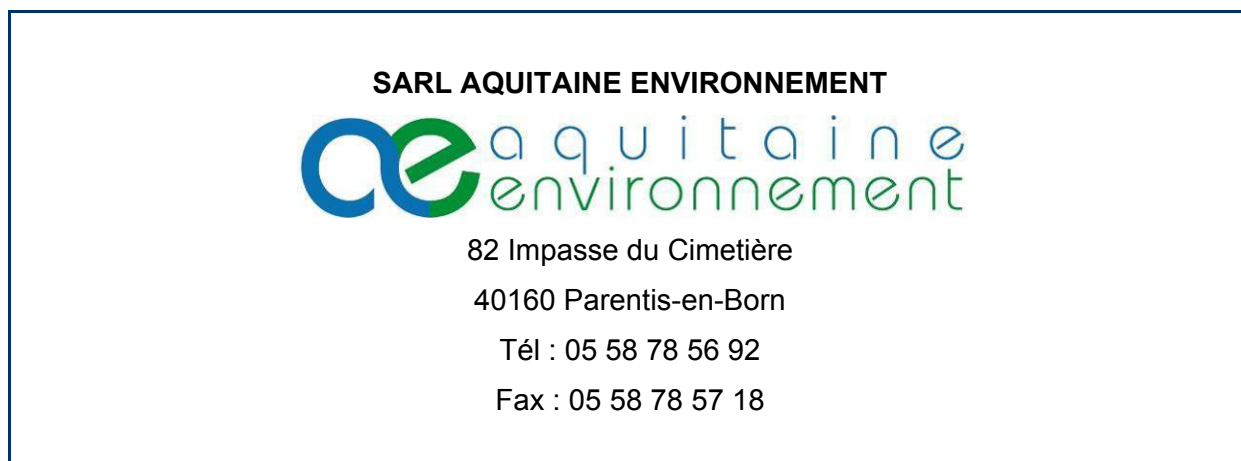 SARL AQUITAINE ENVIRONNEMENT
ae aquitaine
environnement
82 Impasse du Cimetière
40160 Parentis-en-Born
Tél : 05 58 78 56 92
Fax : 05 58 78 57 18